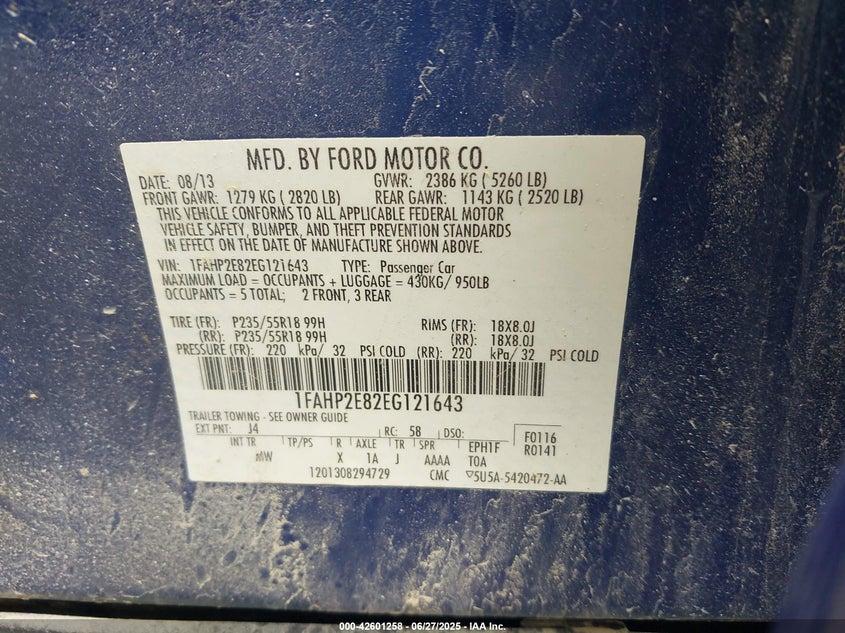 MFD. BY FORD MOTOR CO.
DATE: 08/13 GVWR: 2386 KG ( 5260 LB)
FRONT GAWR: 1279 KG ( 2820 LB) REAR GAWR: 1143 KG ( 2520 LB)
THIS VEHICLE CONFORMS TO ALL APPLICABLE FEDERAL MOTOR
VEHICLE SAFETY, BUMPER, AND THEFT PREVENTION STANDARDS
IN EFFECT ON THE DATE OF MANUFACTURE SHOWN ABOVE.
VIN: 1FAHP2E82EG121643 TYPE: Passenger Car
MAXIMUM LOAD = OCCUPANTS + LUGGAGE = 430KG/ 950LB
OCCUPANTS = 5 TOTAL; 2 FRONT, 3 REAR
TIRE (FR): P235/55R18 99H RIMS (FR): 18X8.0J
(RR): P235/55R18 99H (RR): 18X8.0J
PRESSURE (FR): 220 kPa/ 32 PSI COLD (RR): 220 kPa/ 32 PSI COLD
1FAHP2E82EG121643
TRAILER TOWING - SEE OWNER GUIDE
EXT PNT: J4 RC: 58 DSO: F0116
INT TR TP/PS R AXLE TR SPR EPH1F R0141
MW X 1A J AAAA TOA
1201308294729 CMC ▽5U5A-5420472-AA
000-42601258 - 06/27/2025 - IAA Inc.